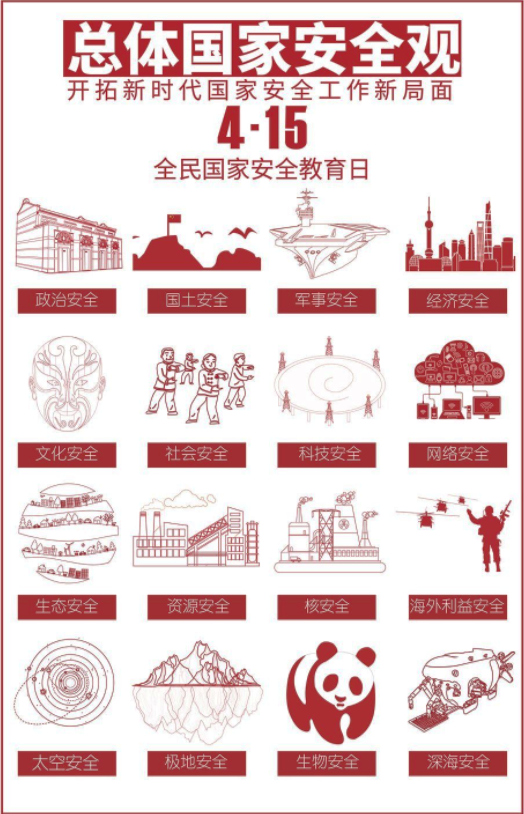 总体国家安全观
开拓新时代国家安全工作新局面
4·15
全民国家安全教育日
政治安全 国土安全 军事安全 经济安全
文化安全 社会安全 科技安全 网络安全
生态安全 资源安全 核安全 海外利益安全
太空安全 极地安全 生物安全 深海安全